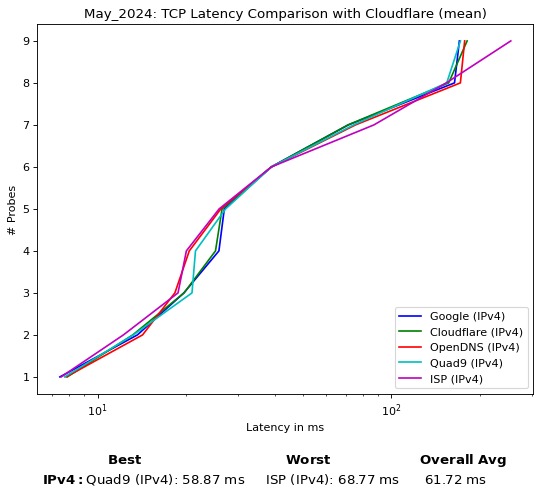 May_2024: TCP Latency Comparison with Cloudflare (mean)
9
8
7
6
5
4
3
2
1
# Probes
Google (IPv4)
Cloudflare (IPv4)
OpenDNS (IPv4)
Quad9 (IPv4)
ISP (IPv4)
10¹ 10²
Latency in ms
Best Worst Overall Avg
IPv4: Quad9 (IPv4): 58.87 ms ISP (IPv4): 68.77 ms 61.72 ms